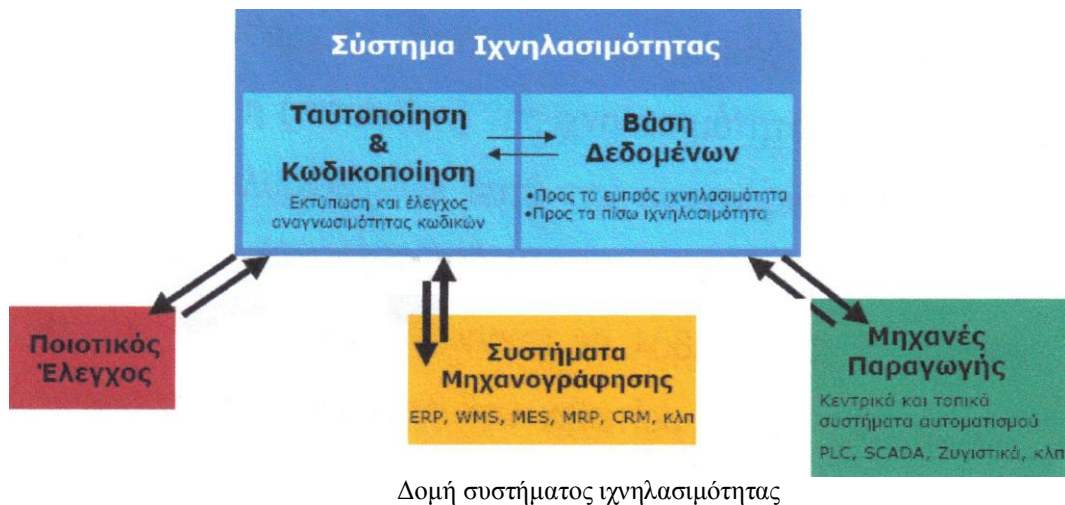 Σύστημα Ιχνηλασιμότητας
Ταυτοποίηση
&
Κωδικοποίηση
Εκτύπωση και έλεγχος
αναγνωσιμότητας κωδικών
Βάση
Δεδομένων
•Προς τα εμπρός ιχνηλασιμότητα
•Προς τα πίσω ιχνηλασιμότητα
Ποιοτικός
Έλεγχος
Συστήματα
Μηχανογράφησης
ERP, WMS, MES, MRP, CRM, κλπ
Μηχανές
Παραγωγής
Κεντρικά και τοπικά
συστήματα αυτοματισμού
PLC, SCADA, Ζυγιστικά, κλπ
Δομή συστήματος ιχνηλασιμότητας